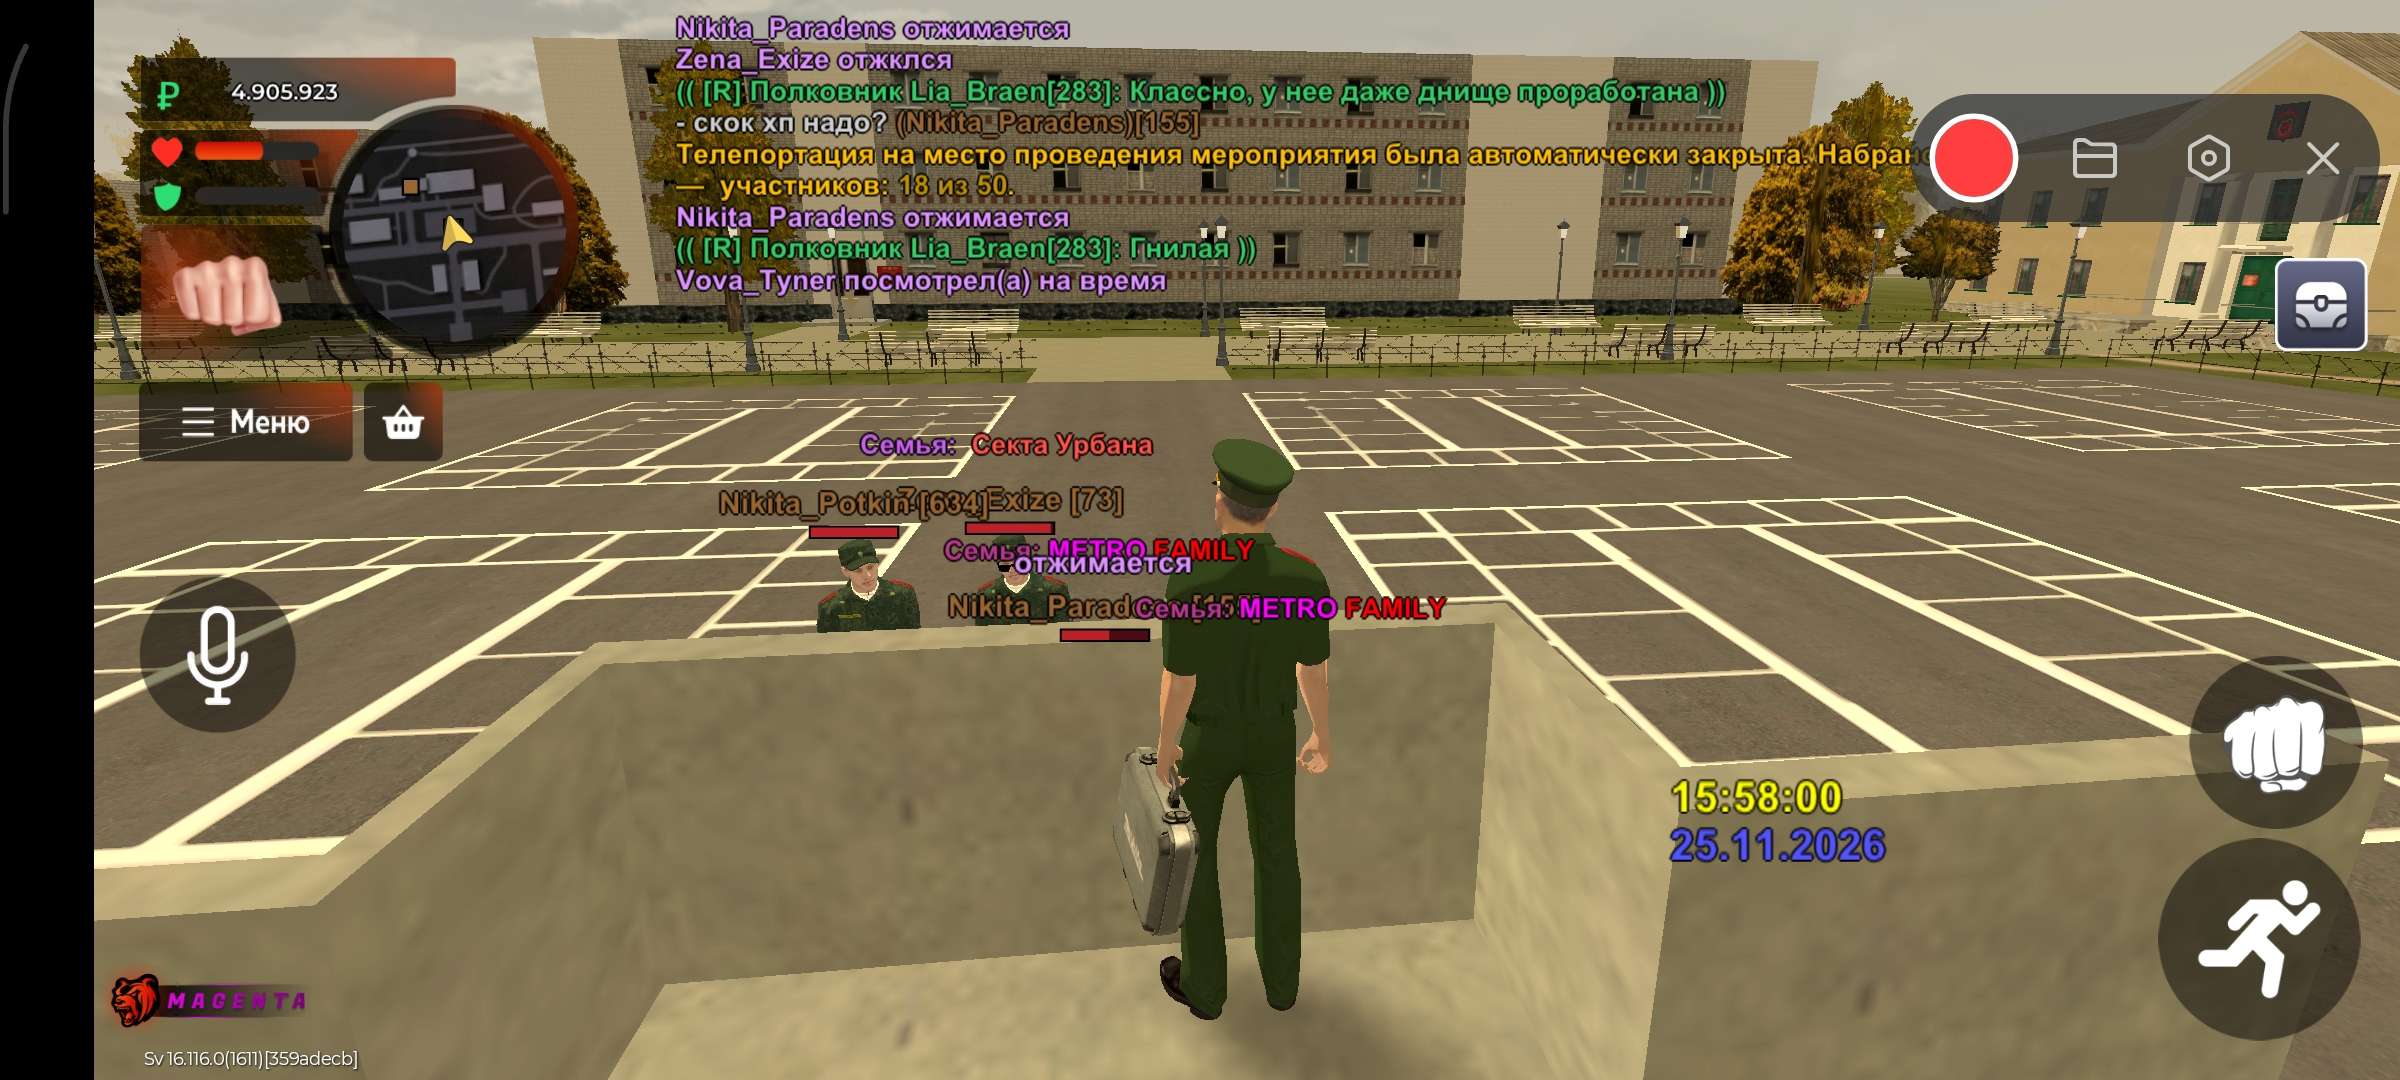 Nikita_Paradens отжимается
Zena_Exize отжклся
(( [R] Полковник Lia_Braen[283]: Классно, у нее даже днище проработана ))
- скок хп надо? (Nikita_Paradens)[155]
Телепортация на место проведения мероприятия была автоматически закрыта. Набран
— участников: 18 из 50.
Nikita_Paradens отжимается
(( [R] Полковник Lia_Braen[283]: Гнилая ))
Vova_Tyner посмотрел(а) на время
₽ 4.905.923
Меню
Семья: Секта Урбана
Nikita_Potkin [634]
Exize [73]
Семья: METRO FAMILY
отжимается
Семья: METRO FAMILY
15:58:00
25.11.2026
MAGENTA
Sv 16.116.0(1611)[359adecb]